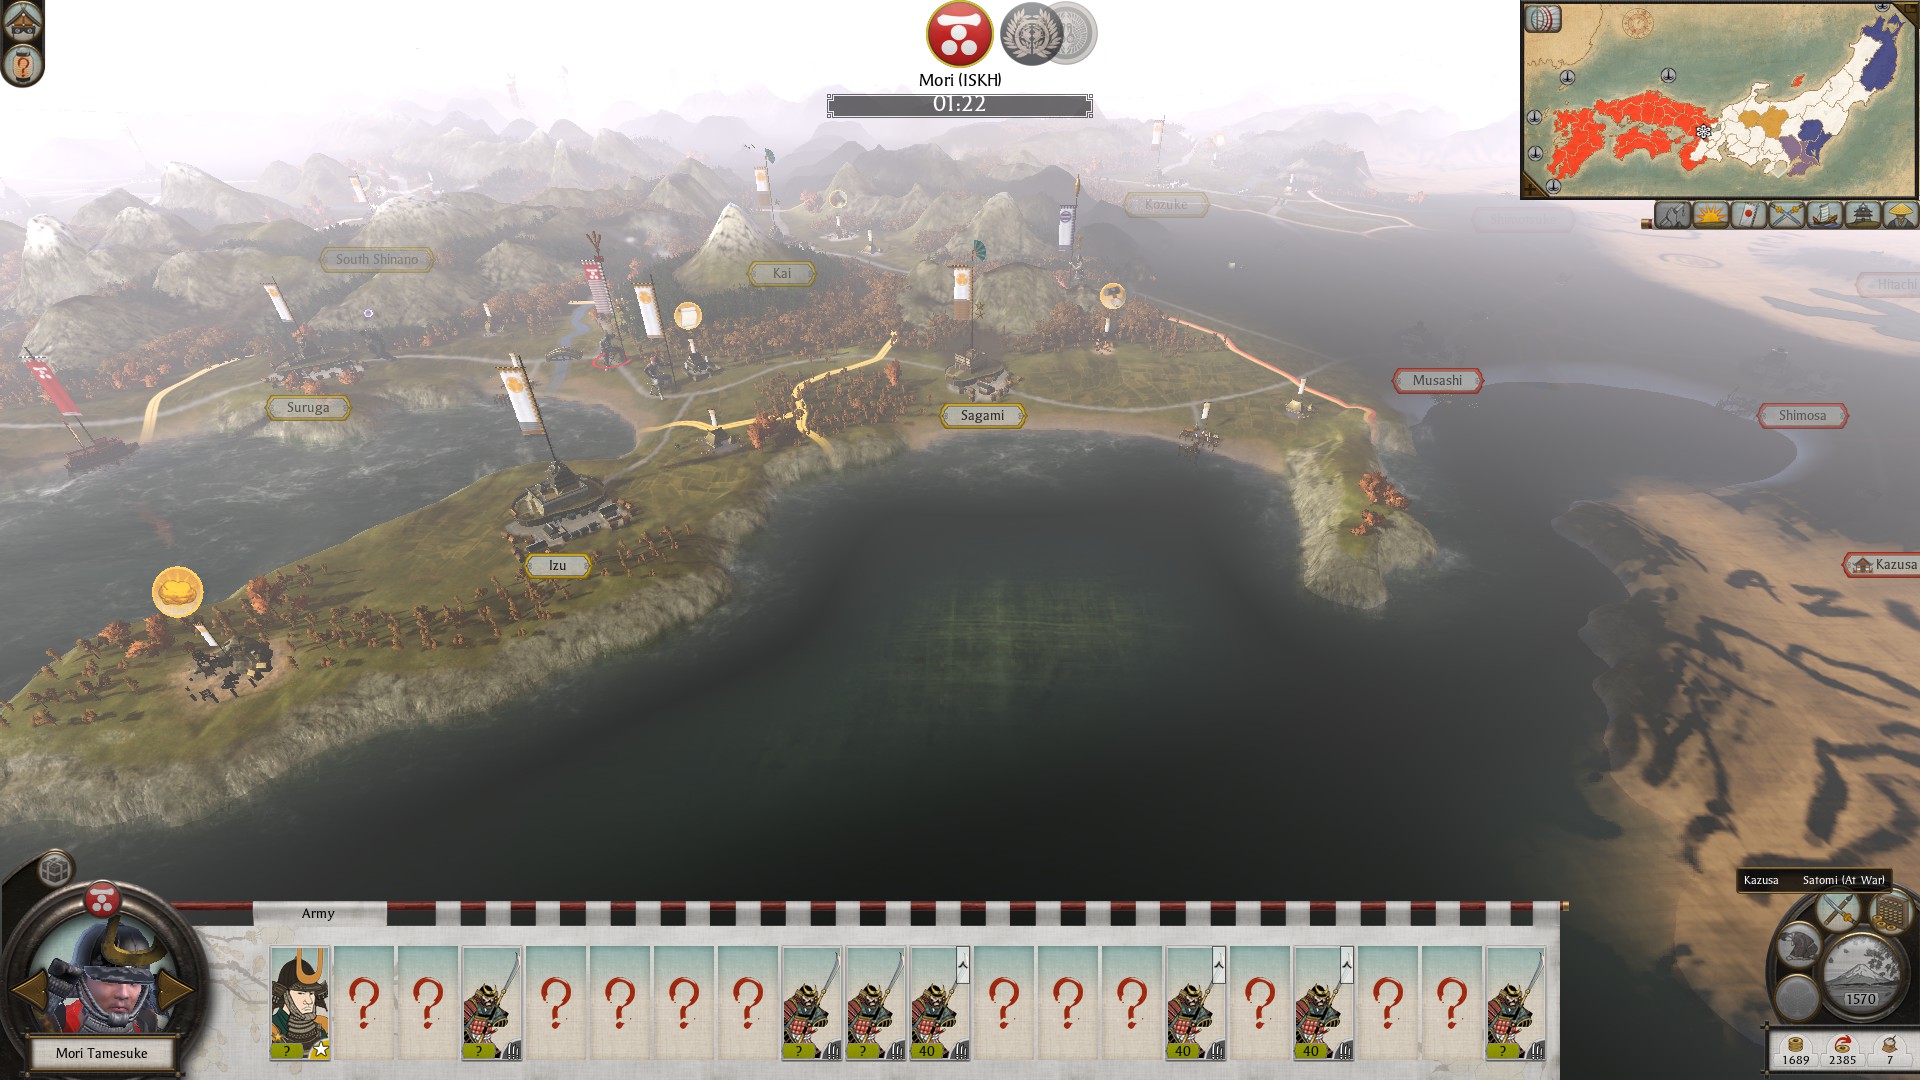 Mori (ISKH)
01:22
Kozuke
South Shinano
Kai
Hitachi
Musashi
Suruga
Sagami
Shimosa
Izu
Kazusa
Kazusa Satomi (At War)
Army
? ? ? ? ? ? ? ? ? ? ? ? ? ?
1570
? ? ? ? 40 40 40 ?
Mori Tamesuke
1689 2385 7